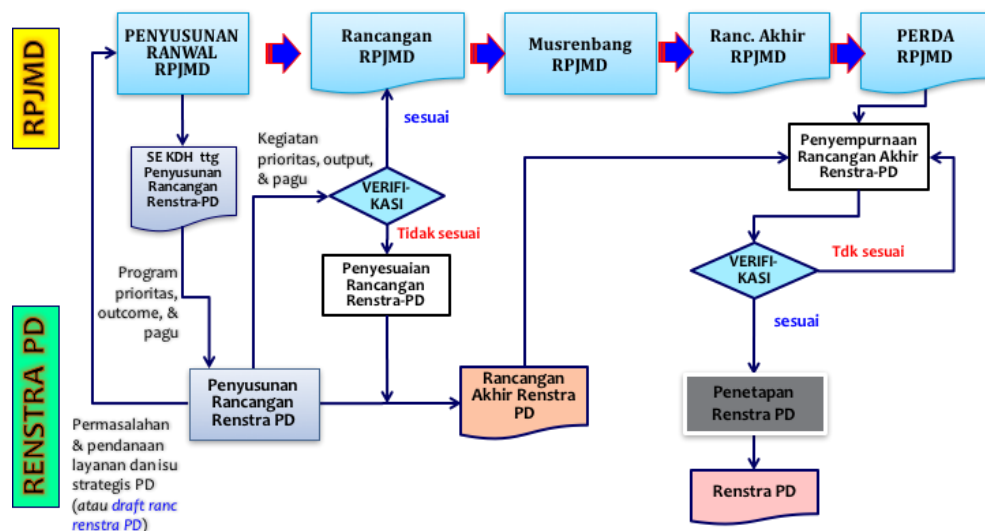 RPJMD
PENYUSUNAN
RANWAL
RPJMD
Rancangan
RPJMD
Musrenbang
RPJMD
Ranc. Akhir
RPJMD
PERDA
RPJMD
SE KDH ttg
Penyusunan
Rancangan
Renstra-PD
Kegiatan
prioritas, output,
& pagu
sesuai
VERIFI-
KASI
Tidak sesuai
Penyesuaian
Rancangan
Renstra-PD
Penyempurnaan
Rancangan Akhir
Renstra-PD
VERIFI-
KASI
Tdk sesuai
sesuai
Program
prioritas,
outcome, &
pagu
RENSTRA PD
Penyusunan
Rancangan
Renstra PD
Rancangan
Akhir Renstra
PD
Penetapan
Renstra PD
Renstra PD
Permasalahan
& pendanaan
layanan dan isu
strategis PD
(atau draft ranc
renstra PD)